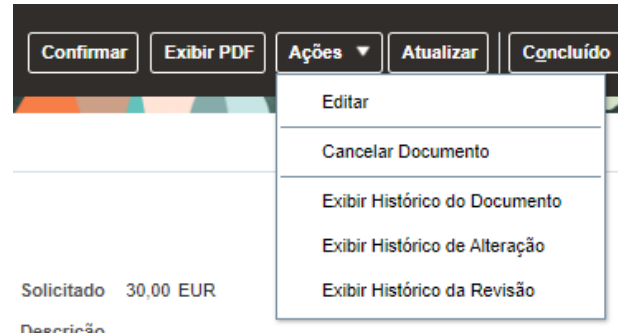 Confirmar Exibir PDF Ações ▼ Atualizar Concluído
Editar
Cancelar Documento
Exibir Histórico do Documento
Exibir Histórico de Alteração
Solicitado 30,00 EUR Exibir Histórico da Revisão
Descrição